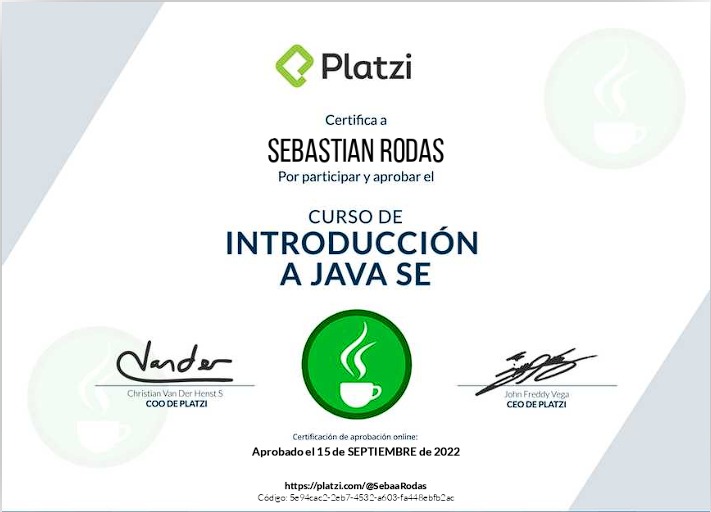 Platzi
Certifica a
SEBASTIAN RODAS
Por participar y aprobar el
CURSO DE
INTRODUCCIÓN
A JAVA SE
Christian Van Der Henst S
COO DE PLATZI
John Freddy Vega
CEO DE PLATZI
Certificación de aprobación online:
Aprobado el 15 de SEPTIEMBRE de 2022
https://platzi.com/@SebaaRodas
Código: 5e94cac2-2eb7-4532-a603-fa448ebfb2ac